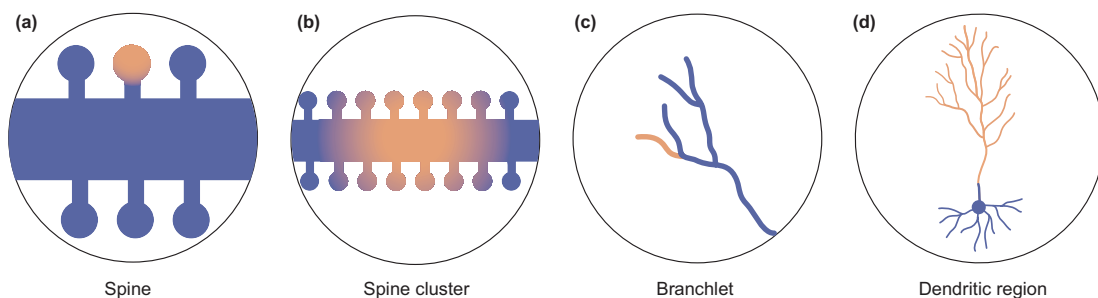 (a)
(b)
(c)
(d)
Spine
Spine cluster
Branchlet
Dendritic region